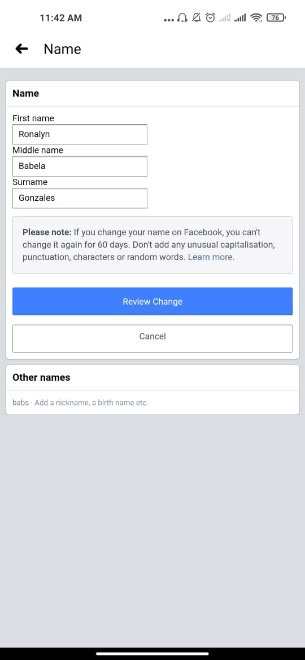 11:42 AM
76
Name
Name
First name
Ronalyn
Middle name
Babela
Surname
Gonzales
Please note: If you change your name on Facebook, you can't
change it again for 60 days. Don't add any unusual capitalisation,
punctuation, characters or random words. Learn more.
Review Change
Cancel
Other names
babs · Add a nickname, a birth name etc.